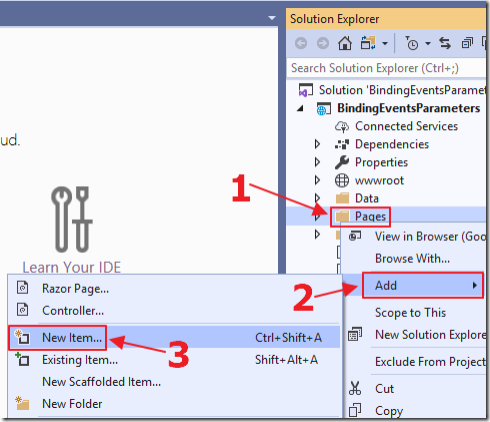 Solution Explorer
Search Solution Explorer (Ctrl+;)
Solution 'BindingEventsParameter
BindingEventsParameters
Connected Services
Dependencies
Properties
wwwroot
Data
Pages
ud.
1
Learn Your IDE
View in Browser (Goo
Browse With...
Add
2
Scope to This
New Solution Explore
Exclude From Project
Cut
Copy
Razor Page...
Controller...
New Item... Ctrl+Shift+A
3
Existing Item... Shift+Alt+A
New Scaffolded Item...
New Folder